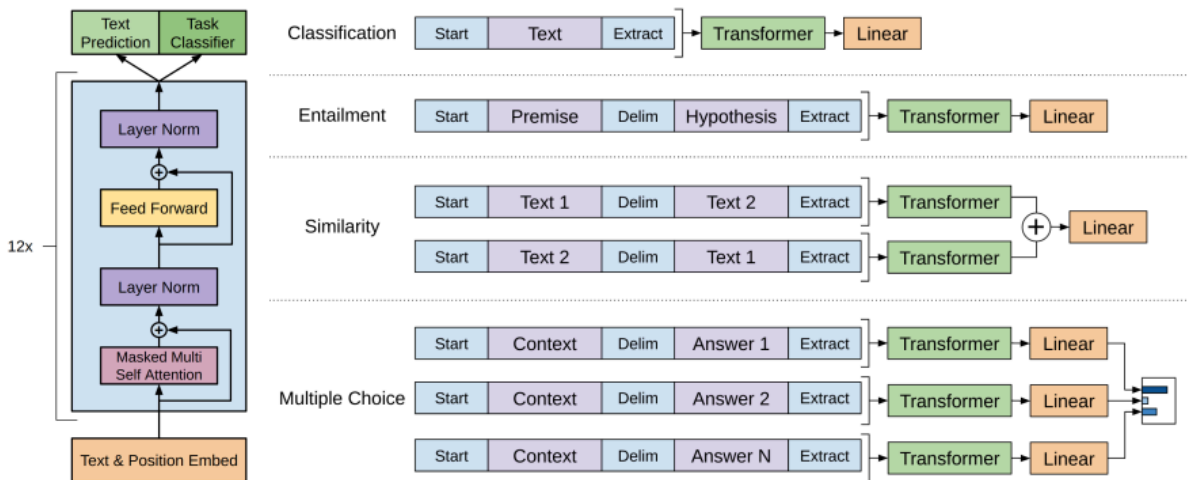 Text
Prediction
Task
Classifier
Layer Norm
Feed Forward
12x
Layer Norm
Masked Multi
Self Attention
Text & Position Embed
Classification
Start Text Extract Transformer Linear
Entailment
Start Premise Delim Hypothesis Extract Transformer Linear
Similarity
Start Text 1 Delim Text 2 Extract Transformer
+ Linear
Start Text 2 Delim Text 1 Extract Transformer
Multiple Choice
Start Context Delim Answer 1 Extract Transformer Linear
Start Context Delim Answer 2 Extract Transformer Linear
Start Context Delim Answer N Extract Transformer Linear